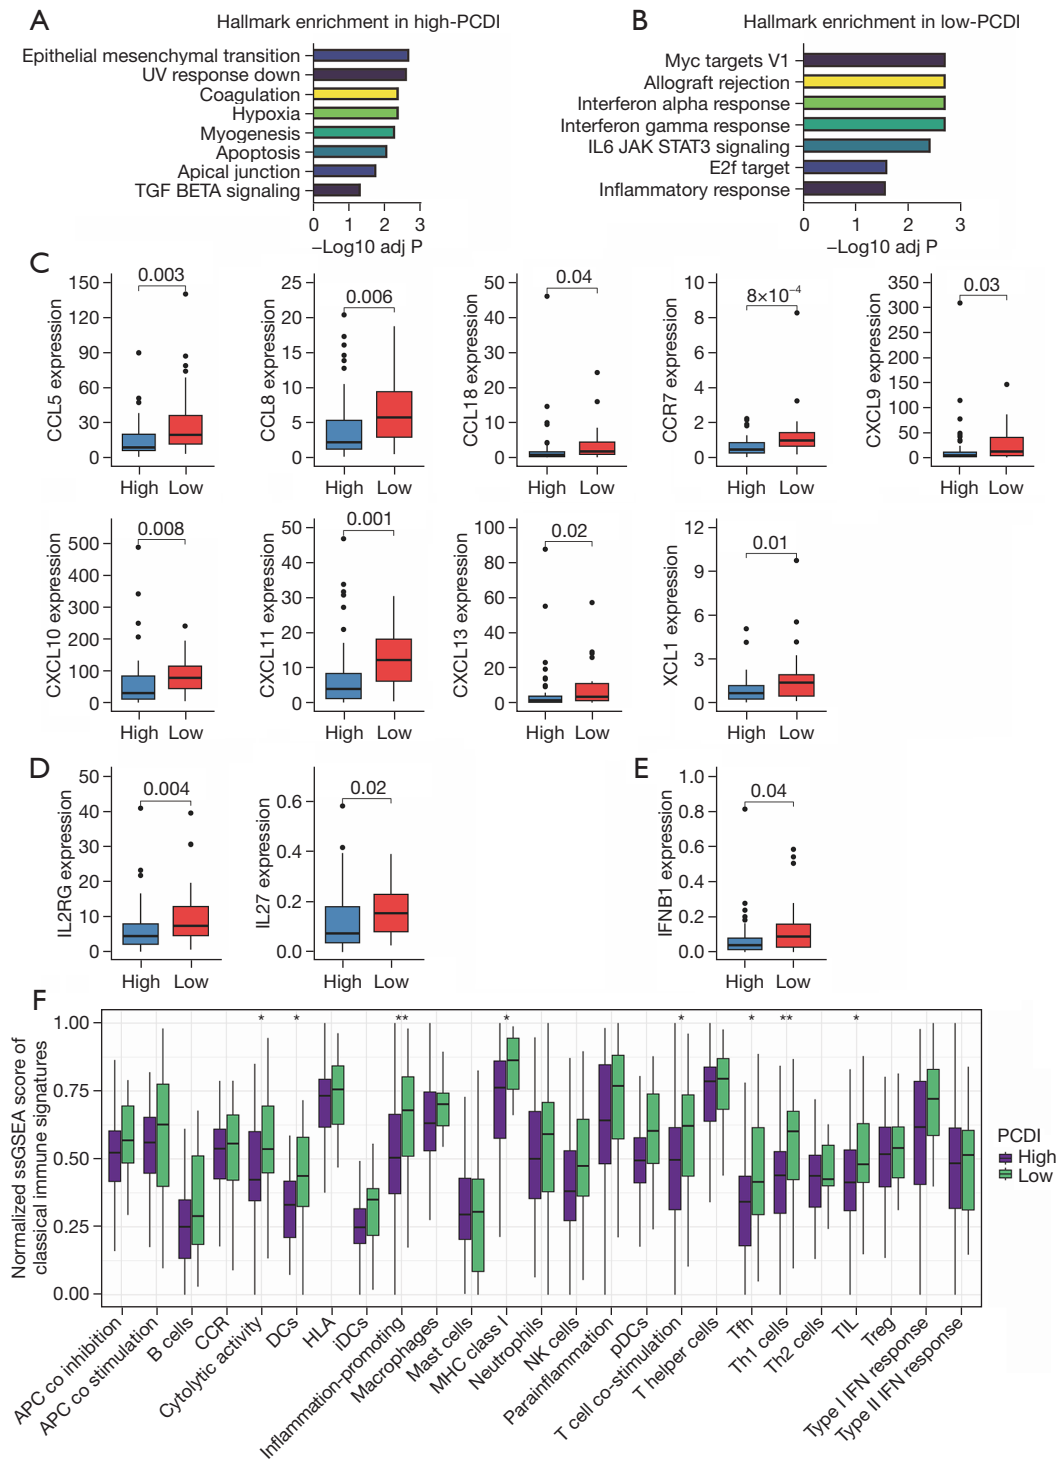 A
Hallmark enrichment in high-PCDI
Epithelial mesenchymal transition
UV response down
Coagulation
Hypoxia
Myogenesis
Apoptosis
Apical junction
TGF BETA signaling
0 1 2 3
–Log10 adj P
B
Hallmark enrichment in low-PCDI
Myc targets V1
Allograft rejection
Interferon alpha response
Interferon gamma response
IL6 JAK STAT3 signaling
E2f target
Inflammatory response
0 1 2 3
–Log10 adj P
C
CCL5 expression
150
120
90
60
30
0
0.003
High Low
CCL8 expression
25
20
15
10
5
0
0.006
High Low
CCL18 expression
50
40
30
20
10
0
0.04
High Low
CCR7 expression
10
8
6
4
2
0
8×10⁻⁴
High Low
CXCL9 expression
350
300
250
200
150
100
50
0
0.03
High Low
CXCL10 expression
500
400
300
200
100
0
0.008
High Low
CXCL11 expression
50
40
30
20
10
0
0.001
High Low
CXCL13 expression
100
80
60
40
20
0
0.02
High Low
XCL1 expression
12
9
6
3
0
0.01
High Low
D
IL2RG expression
50
40
30
20
10
0
0.004
High Low
IL27 expression
0.6
0.4
0.2
0.0
0.02
High Low
E
IFNB1 expression
1.0
0.8
0.6
0.4
0.2
0.0
0.04
High Low
F
Normalized ssGSEA score of
classical immune signatures
1.00
0.75
0.50
0.25
0.00
* * ** * * * ** *
APC co inhibition
APC co stimulation
B cells
CCR
Cytolytic activity
DCs
HLA
iDCs
Inflammation-promoting
Macrophages
Mast cells
MHC class I
Neutrophils
NK cells
Parainflammation
pDCs
T cell co-stimulation
T helper cells
Tfh
Th1 cells
Th2 cells
TIL
Treg
Type I IFN response
Type II IFN response
PCDI
High
Low